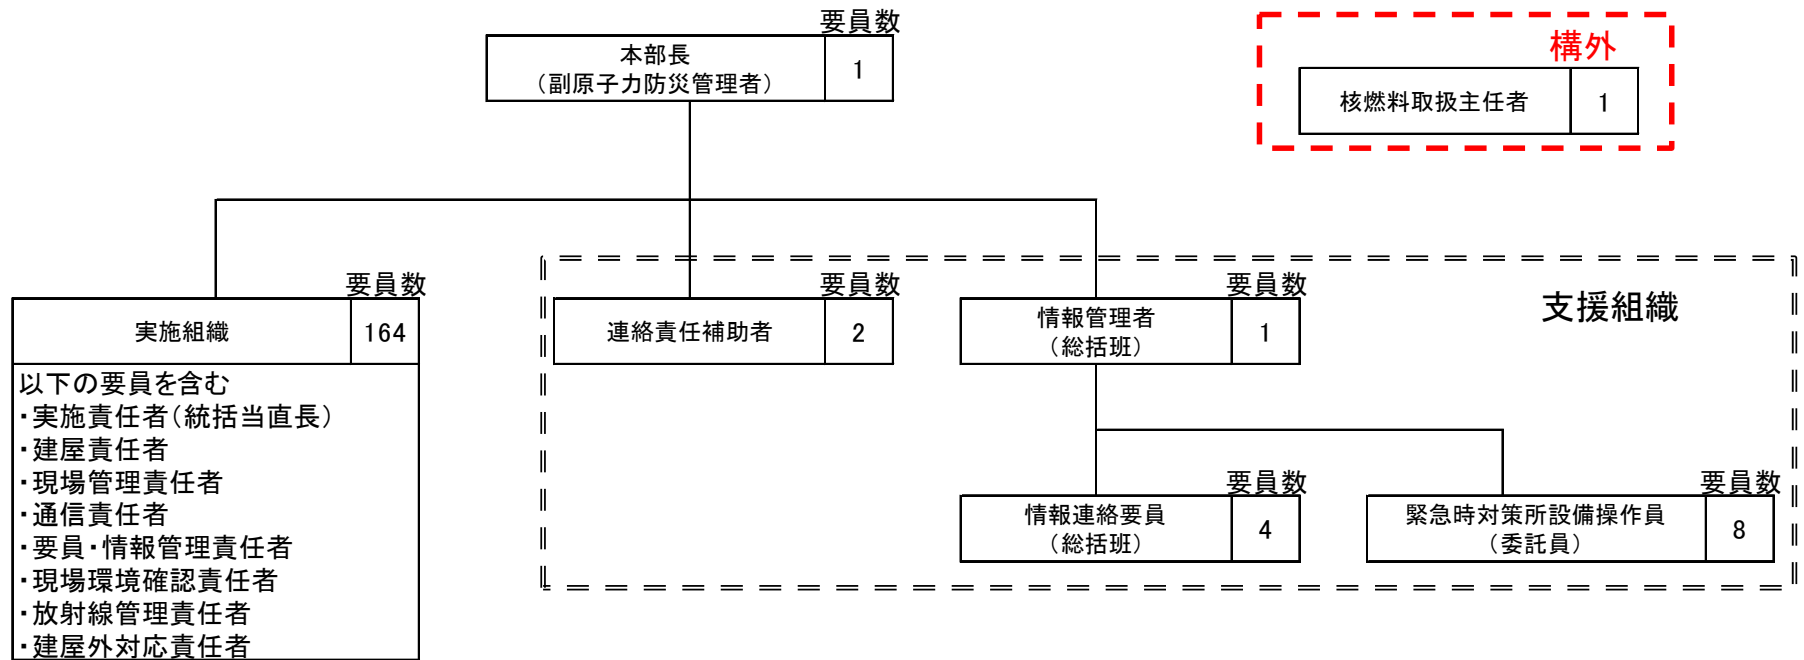 要員数
本部長
（副原子力防災管理者）
1
構外
核燃料取扱主任者
1
要員数
実施組織
164
以下の要員を含む
・実施責任者（統括当直長）
・建屋責任者
・現場管理責任者
・通信責任者
・要員・情報管理責任者
・現場環境確認責任者
・放射線管理責任者
・建屋外対応責任者
要員数
連絡責任補助者
2
要員数
情報管理者
（総括班）
1
支援組織
要員数
情報連絡要員
（総括班）
4
要員数
緊急時対策所設備操作員
（委託員）
8